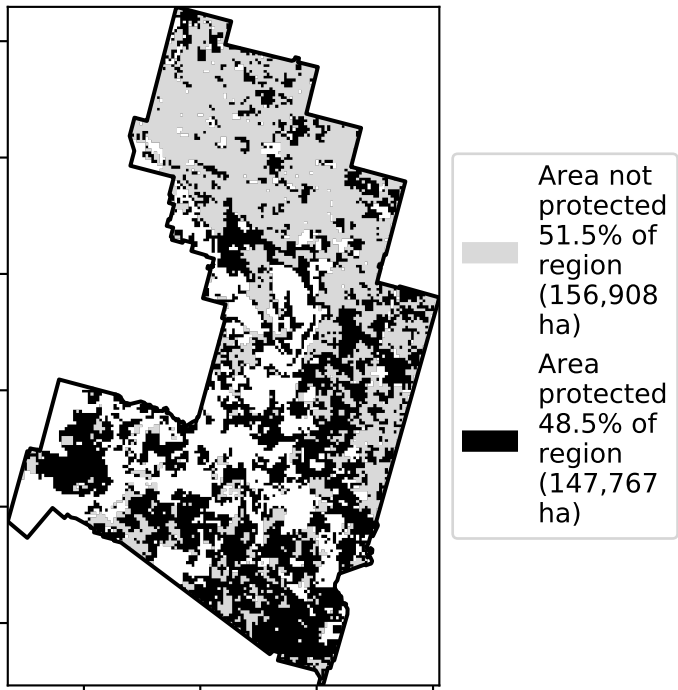 Area not
protected
51.5% of
region
(156,908
ha)
Area
protected
48.5% of
region
(147,767
ha)